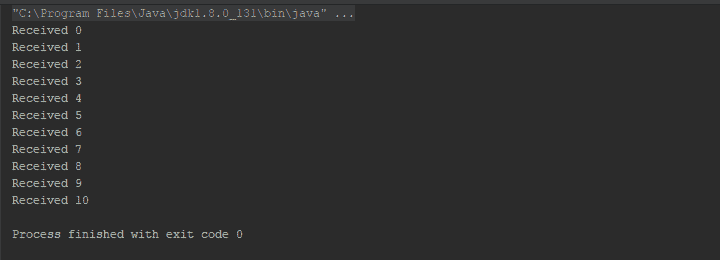 "C:\Program Files\Java\jdk1.8.0_131\bin\java" ...
Received 0
Received 1
Received 2
Received 3
Received 4
Received 5
Received 6
Received 7
Received 8
Received 9
Received 10
Process finished with exit code 0